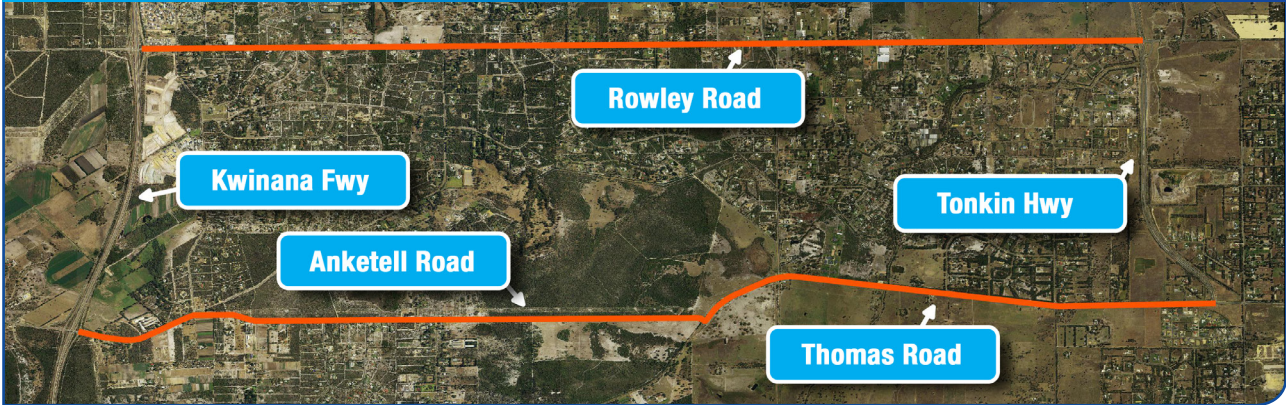 Rowley Road
Kwinana Fwy
Tonkin Hwy
Anketell Road
Thomas Road